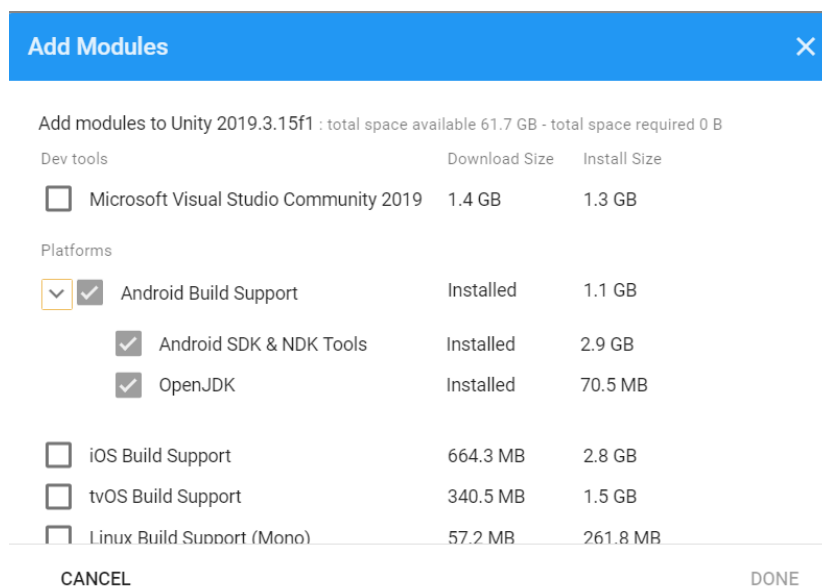 Add Modules
Add modules to Unity 2019.3.15f1 : total space available 61.7 GB - total space required 0 B
Dev tools Download Size Install Size
Microsoft Visual Studio Community 2019 1.4 GB 1.3 GB
Platforms
Android Build Support Installed 1.1 GB
Android SDK & NDK Tools Installed 2.9 GB
OpenJDK Installed 70.5 MB
iOS Build Support 664.3 MB 2.8 GB
tvOS Build Support 340.5 MB 1.5 GB
Linux Build Support (Mono) 57.2 MB 261.8 MB
CANCEL DONE